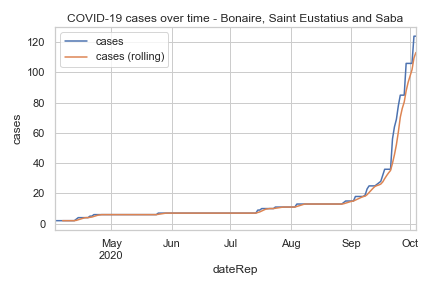 COVID-19 cases over time - Bonaire, Saint Eustatius and Saba
cases
cases (rolling)
120
100
80
60
40
20
0
cases
May Jun Jul Aug Sep Oct
2020
dateRep